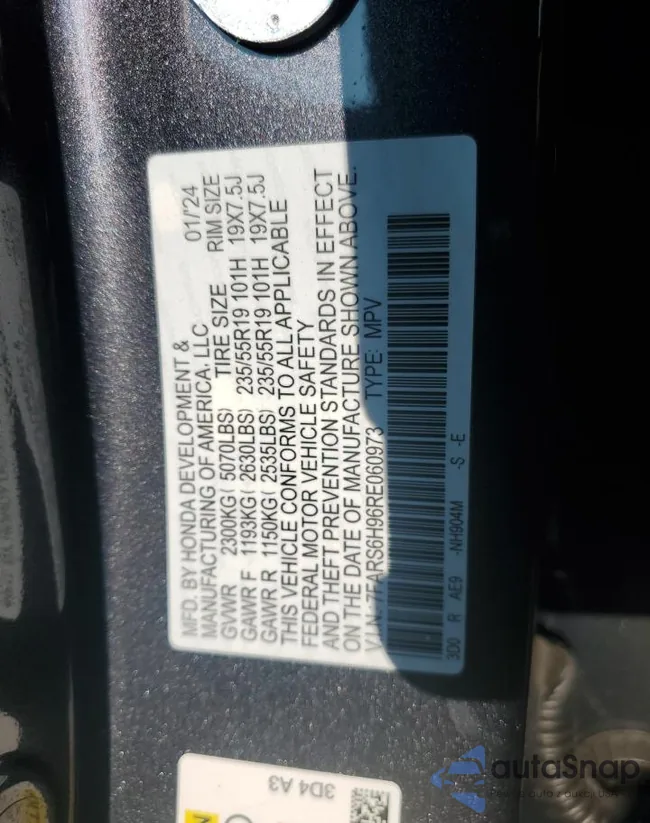 MFD. BY HONDA DEVELOPMENT &
MANUFACTURING OF AMERICA, LLC 01/24
GVWR 2300KG( 5070LBS) TIRE SIZE RIM SIZE
GAWR F 1193KG( 2630LBS) 235/55R19 101H 19X7.5J
GAWR R 1150KG( 2535LBS) 235/55R19 101H 19X7.5J
THIS VEHICLE CONFORMS TO ALL APPLICABLE
FEDERAL MOTOR VEHICLE SAFETY
AND THEFT PREVENTION STANDARDS IN EFFECT
ON THE DATE OF MANUFACTURE SHOWN ABOVE.
V.I.N.: 7FARS6H96RE060973 TYPE: MPV
3D0 R AE9 -NH904M -S -E
3D4 A3
autoSnap